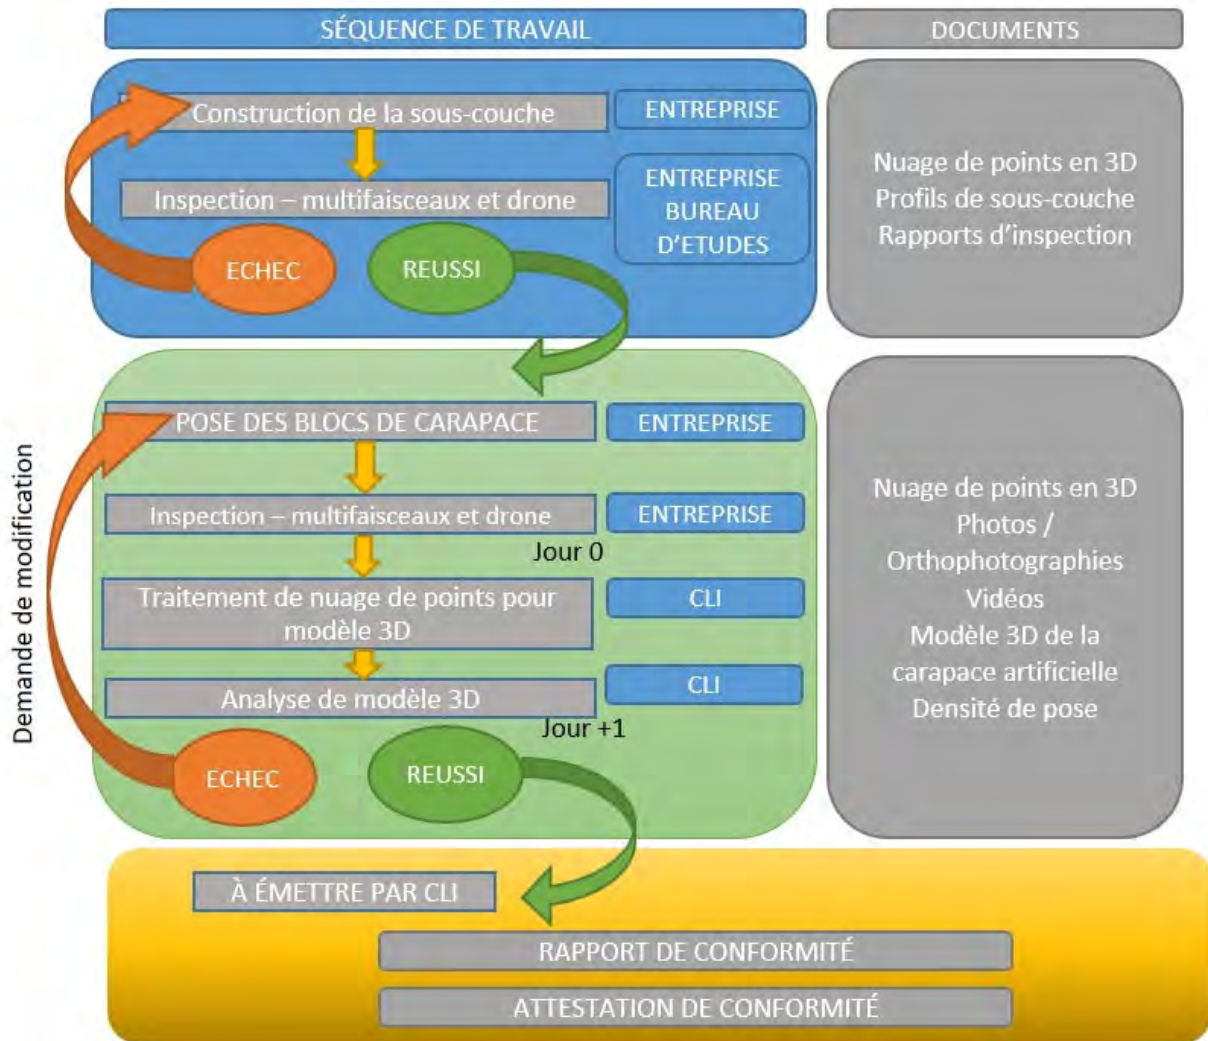 SÉQUENCE DE TRAVAIL
DOCUMENTS
Construction de la sous-couche
ENTREPRISE
Inspection – multifaisceaux et drone
ENTREPRISE
BUREAU
D'ETUDES
ECHEC
REUSSI
Nuage de points en 3D
Profils de sous-couche
Rapports d'inspection
Demande de modification
POSE DES BLOCS DE CARAPACE
ENTREPRISE
Inspection – multifaisceaux et drone
ENTREPRISE
Jour 0
Traitement de nuage de points pour
modèle 3D
CLI
Analyse de modèle 3D
CLI
Jour +1
ECHEC
REUSSI
Nuage de points en 3D
Photos /
Orthophotographies
Vidéos
Modèle 3D de la
carapace artificielle
Densité de pose
À ÉMETTRE PAR CLI
RAPPORT DE CONFORMITÉ
ATTESTATION DE CONFORMITÉ